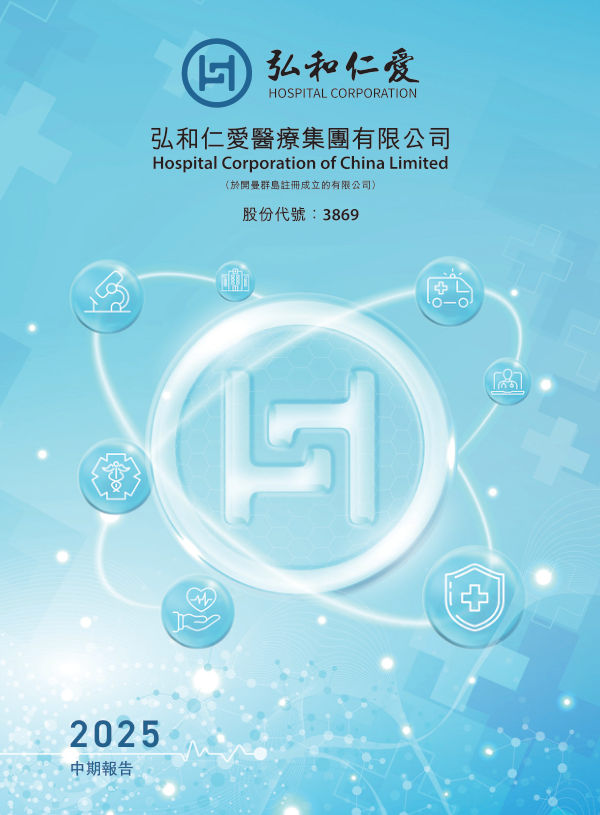 弘和仁愛
HOSPITAL CORPORATION
弘和仁愛醫療集團有限公司
Hospital Corporation of China Limited
（於開曼群島註冊成立的有限公司）
股份代號：3869
2025
中期報告